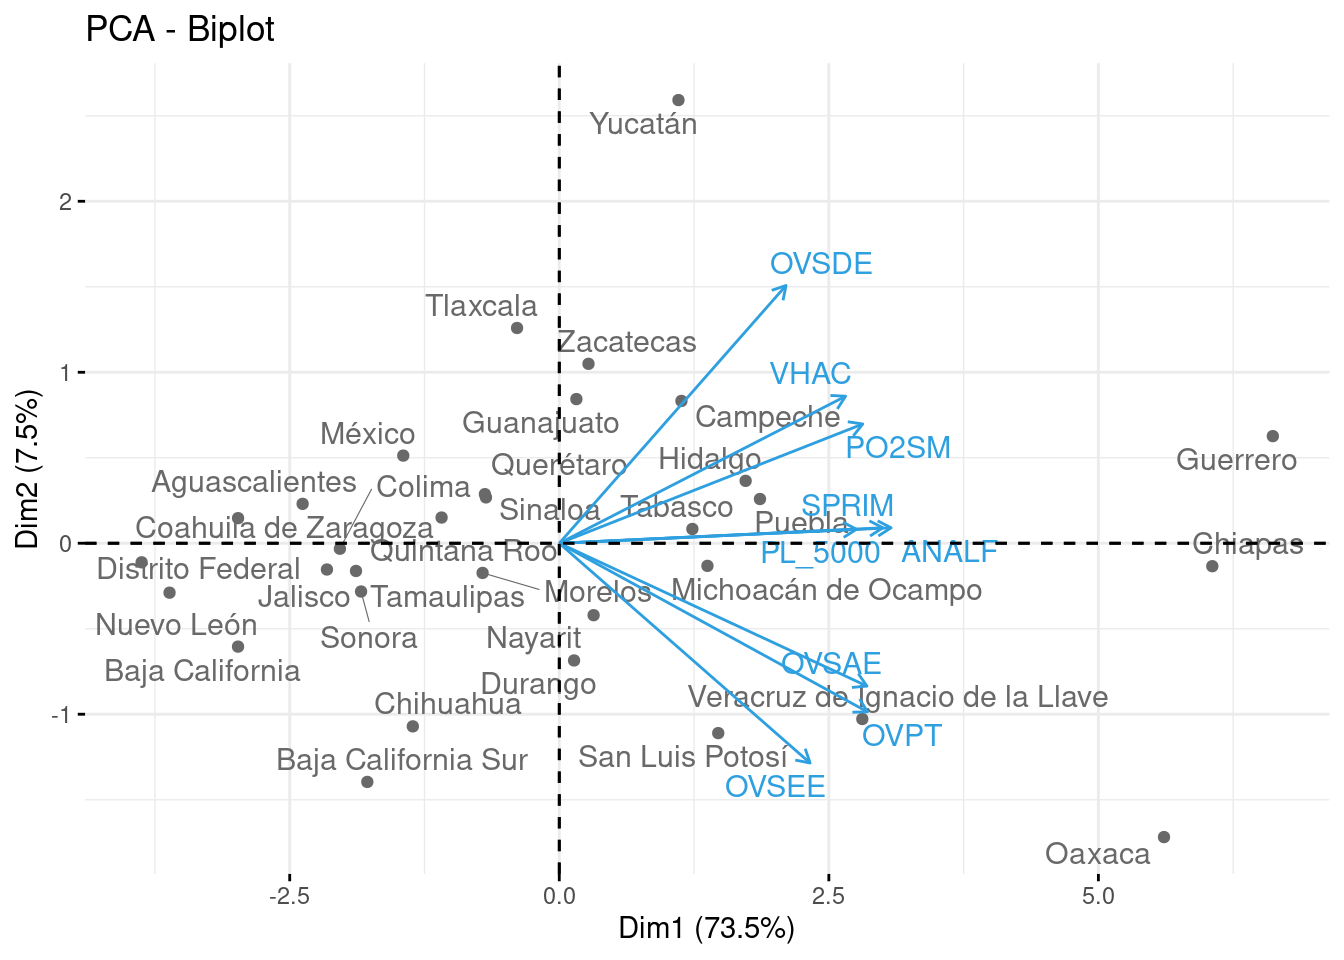 PCA - Biplot
Dim2 (7.5%)
2
1
0
-1
Yucatán
OVSDE
Tlaxcala
Zacatecas
VHAC
Campeche
Guanajuato
México
PO2SM
Querétaro
Hidalgo
Guerrero
Aguascalientes
Colima
Sinaloa
Tabasco
SPRIM
Coahuila de Zaragoza
Puebla
Quintana Roo
PL_5000
ANALF
Chiapas
Distrito Federal
Jalisco
Tamaulipas
Morelos
Michoacán de Ocampo
Nuevo León
Sonora
Nayarit
Baja California
OVSAE
Durango
Chihuahua
Veracruz de Ignacio de la Llave
OVPT
Baja California Sur
San Luis Potosí
OVSEE
Oaxaca
-2.5
0.0
2.5
5.0
Dim1 (73.5%)